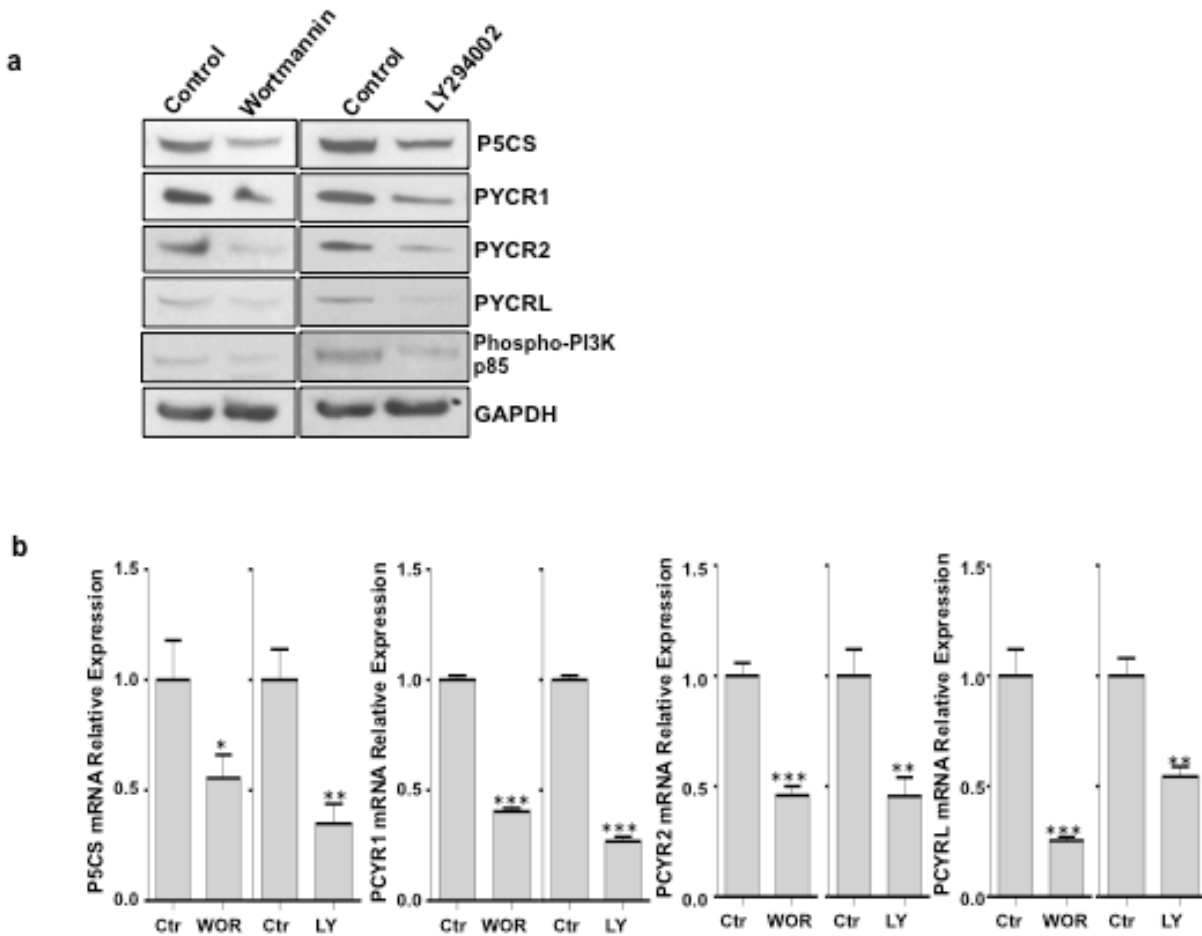 a
Control
Wortmannin
Control
LY294002
P5CS
PYCR1
PYCR2
PYCRL
Phospho-PI3K
p85
GAPDH
b
P5CS mRNA Relative Expression
1.5
1.0
0.5
0.0
*
**
Ctr WOR Ctr LY
PCYR1 mRNA Relative Expression
1.5
1.0
0.5
0.0
***
***
Ctr WOR Ctr LY
PCYR2 mRNA Relative Expression
1.5
1.0
0.5
0.0
***
**
Ctr WOR Ctr LY
PCYRL mRNA Relative Expression
1.5
1.0
0.5
0.0
***
**
Ctr WOR Ctr LY